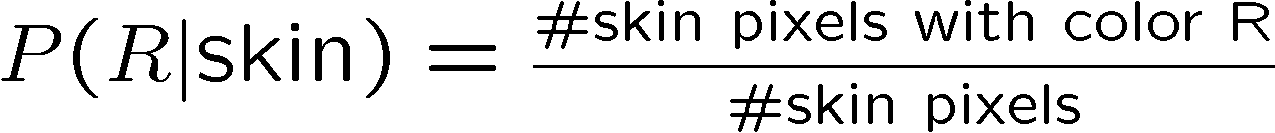 P(R|skin) = #skin pixels with color R
#skin pixels